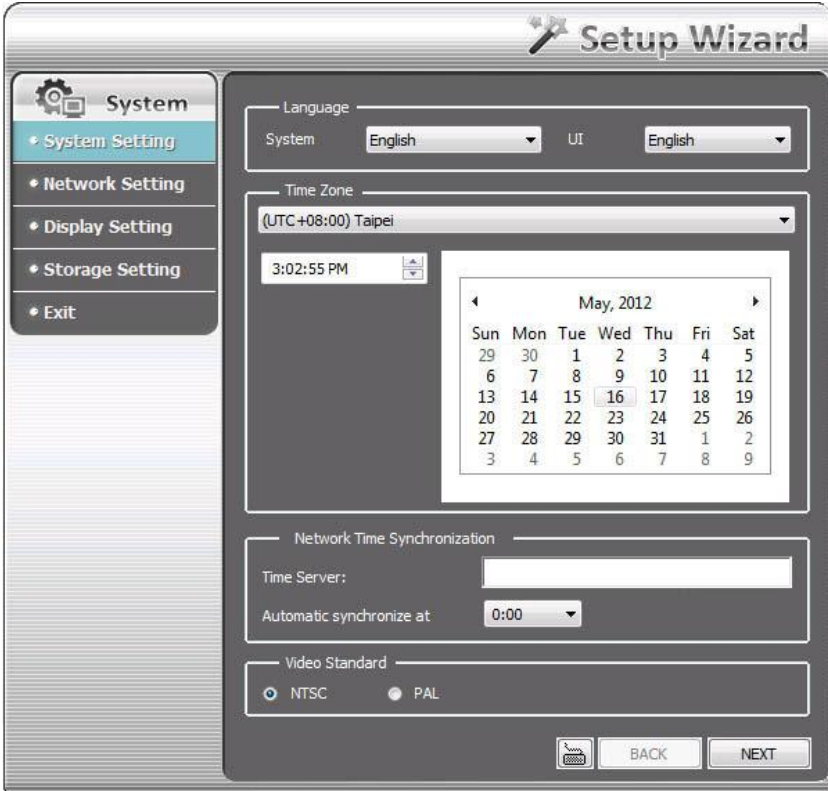 Setup Wizard
System
• System Setting
• Network Setting
• Display Setting
• Storage Setting
• Exit
Language
System English UI English
Time Zone
(UTC+08:00) Taipei
3:02:55 PM
May, 2012
Sun Mon Tue Wed Thu Fri Sat
29 30 1 2 3 4 5
6 7 8 9 10 11 12
13 14 15 16 17 18 19
20 21 22 23 24 25 26
27 28 29 30 31 1 2
3 4 5 6 7 8 9
Network Time Synchronization
Time Server:
Automatic synchronize at 0:00
Video Standard
NTSC PAL
BACK NEXT